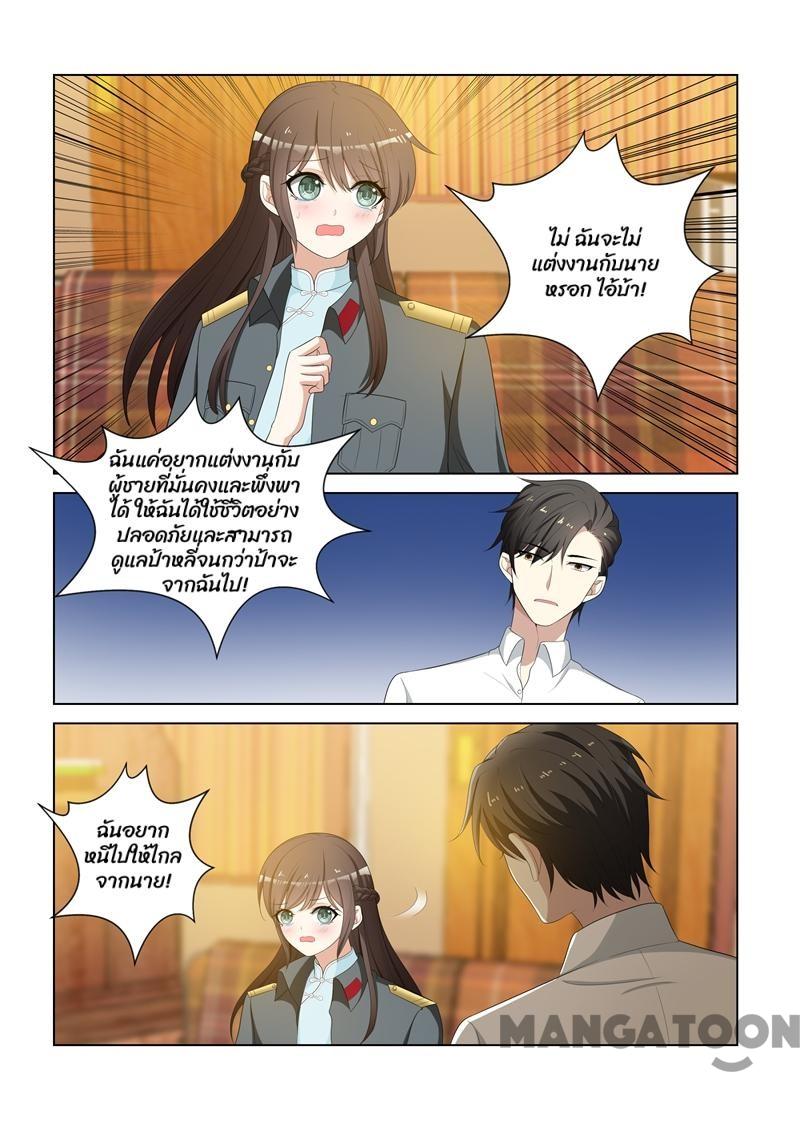 ไม่ ฉันจะไม่
แต่งงานกับนาย
หรอก ไอ้บ้า!
ฉันแค่อยากแต่งงานกับ
ผู้ชายที่มั่นคงและพึ่งพา
ได้ ให้ฉันได้ใช้ชีวิตอย่าง
ปลอดภัยและสามารถ
ดูแลป้าหลี่จนกว่าป้าจะ
จากฉันไป!
ฉันอยาก
หนีไปให้ไกล
จากนาย!
MANGATOON